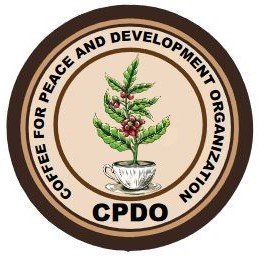 COFFEE FOR PEACE AND DEVELOPMENT ORGANIZATION
CPDO